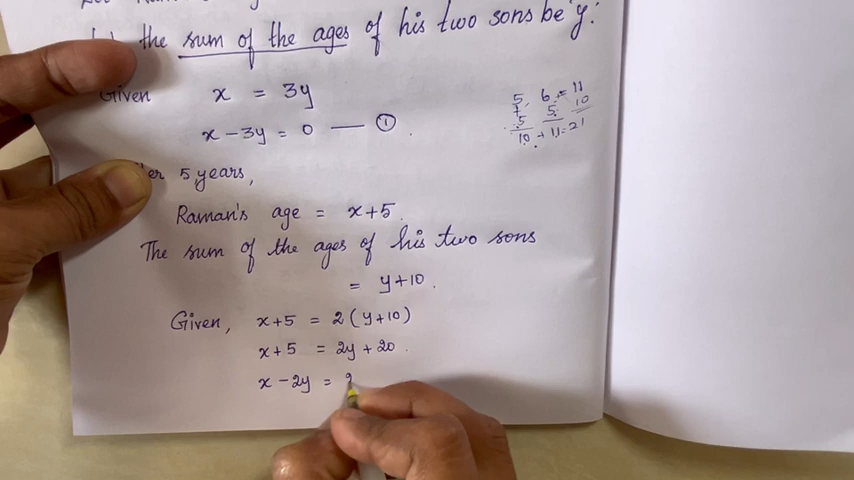 the sum of the ages of his two sons be 'y'.
Given x = 3y
x - 3y = 0 — ①.
5 years,
Raman's age = x+5.
The sum of the ages of his two sons
= y+10.
Given, x+5 = 2(y+10)
x+5 = 2y + 20.
x - 2y =
5, 6 = 11
5 5 10
10 + 11 = 21